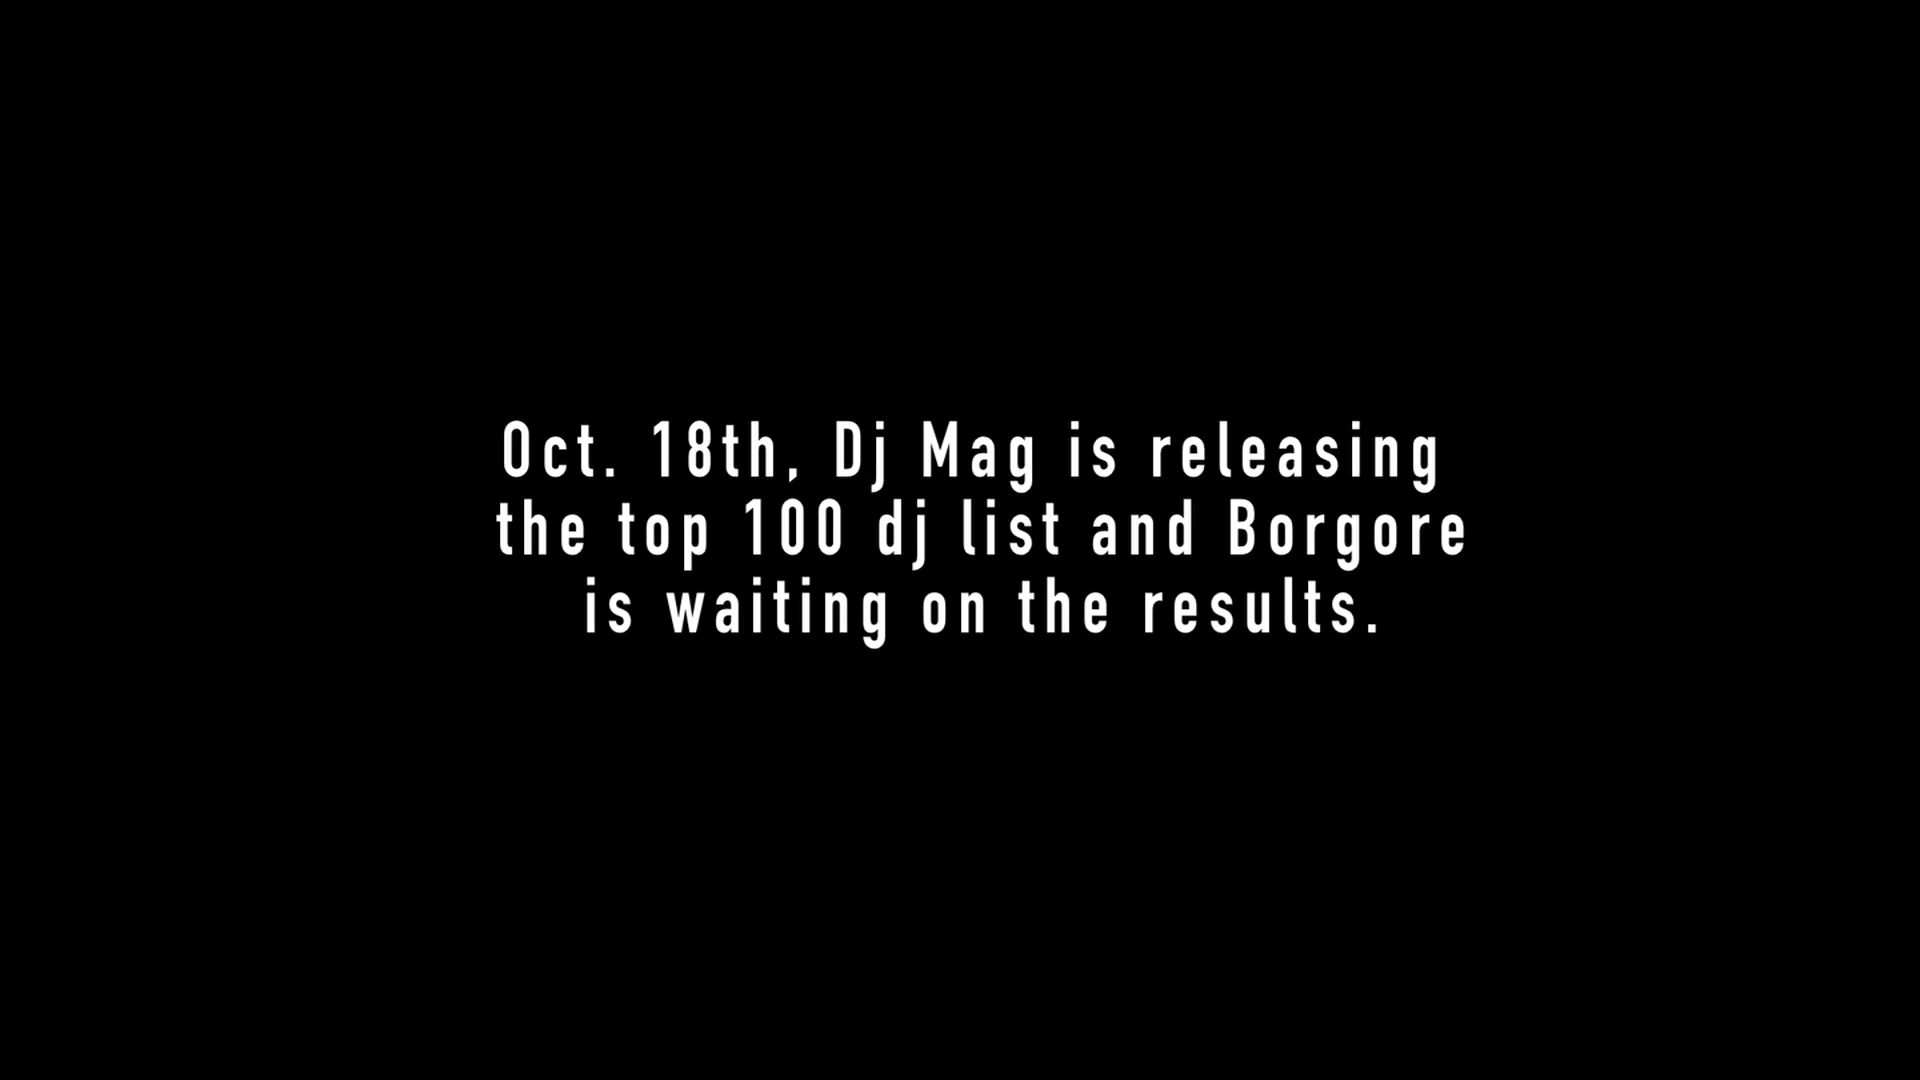 Oct. 18th, Dj Mag is releasing
the top 100 dj list and Borgore
is waiting on the results.